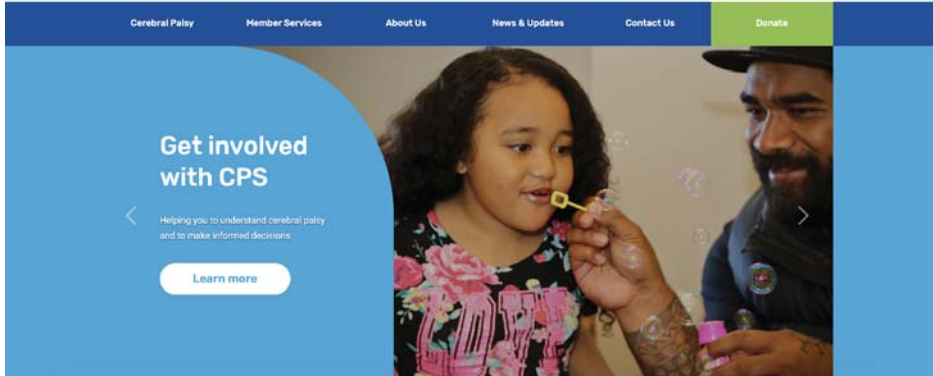 Cerebral Palsy Member Services About Us News & Updates Contact Us Donate
Get involved
with CPS
Helping you to understand cerebral palsy
and to make informed decisions
Learn more
LOVE